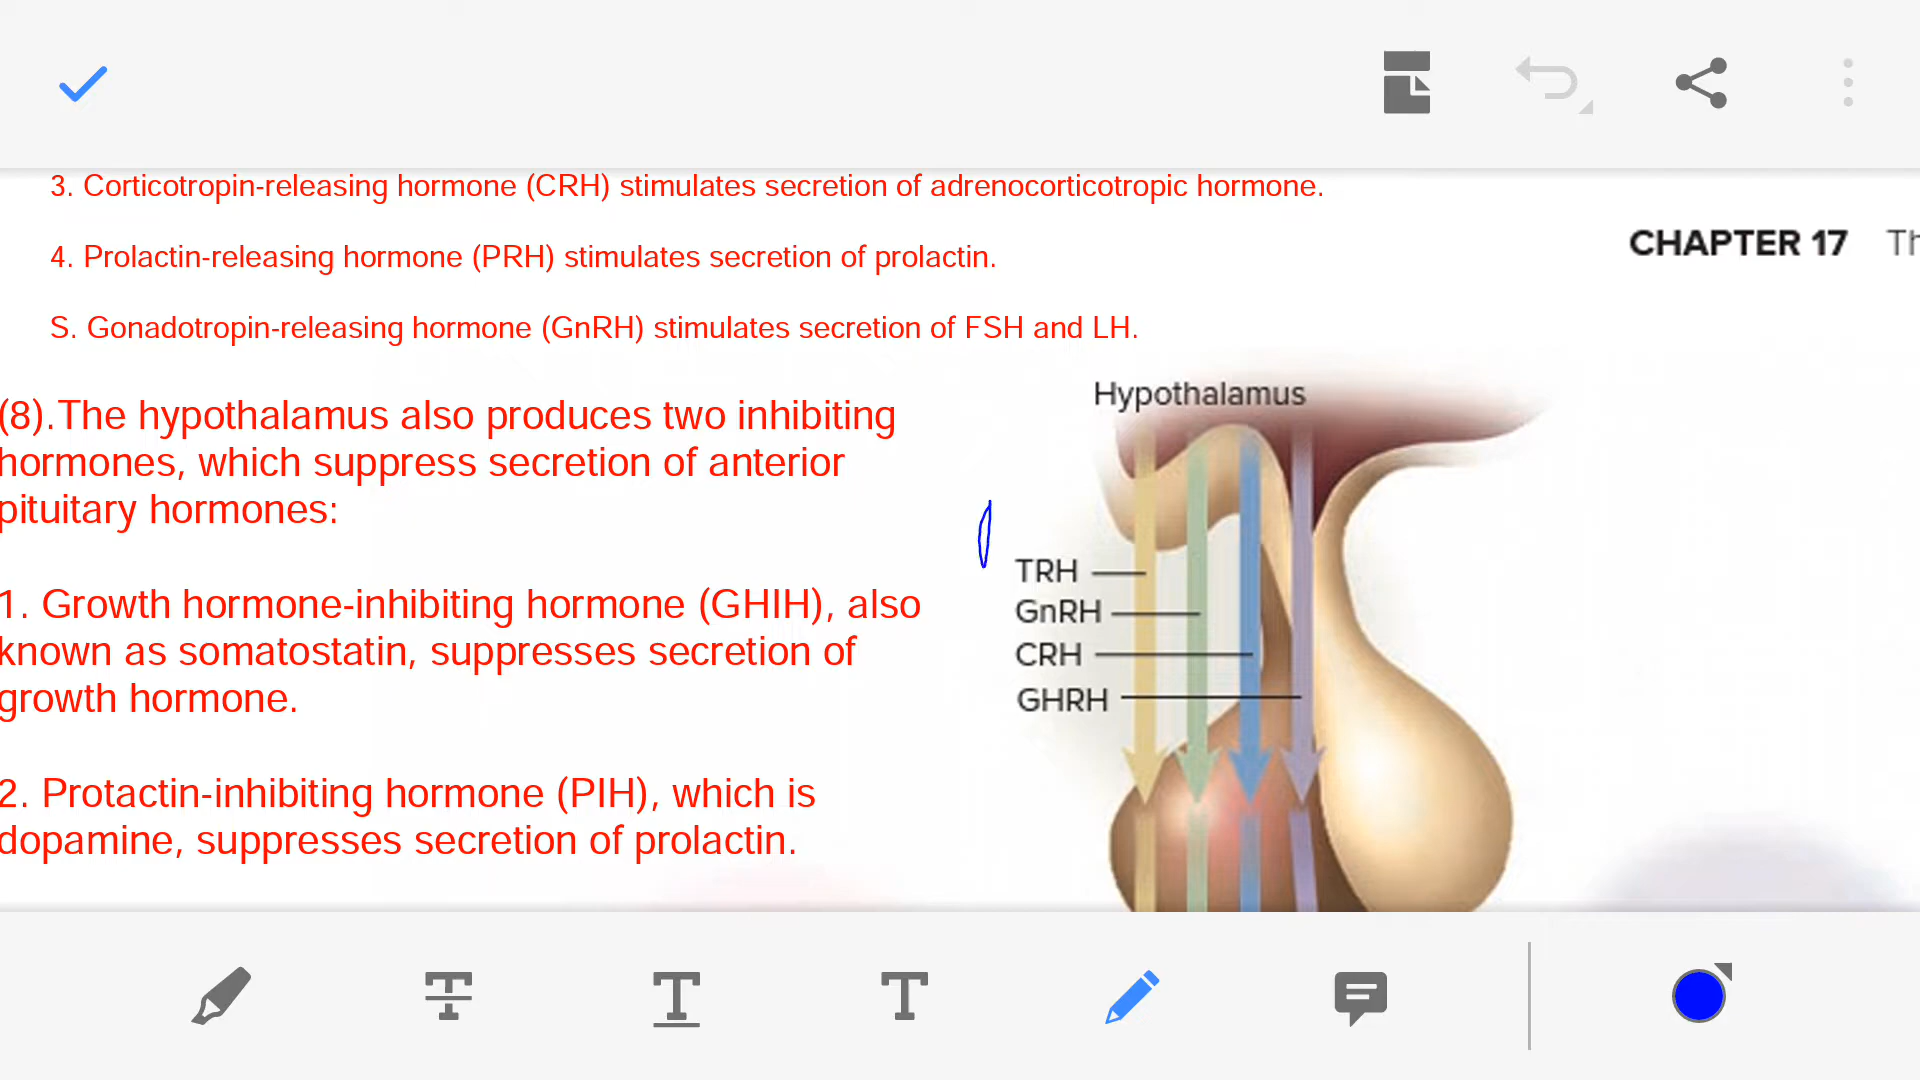 3. Corticotropin-releasing hormone (CRH) stimulates secretion of adrenocorticotropic hormone.
CHAPTER 17 Th
4. Prolactin-releasing hormone (PRH) stimulates secretion of prolactin.
S. Gonadotropin-releasing hormone (GnRH) stimulates secretion of FSH and LH.
(8).The hypothalamus also produces two inhibiting
hormones, which suppress secretion of anterior
pituitary hormones:
1. Growth hormone-inhibiting hormone (GHIH), also
known as somatostatin, suppresses secretion of
growth hormone.
2. Protactin-inhibiting hormone (PIH), which is
dopamine, suppresses secretion of prolactin.
Hypothalamus
TRH
GnRH
CRH
GHRH